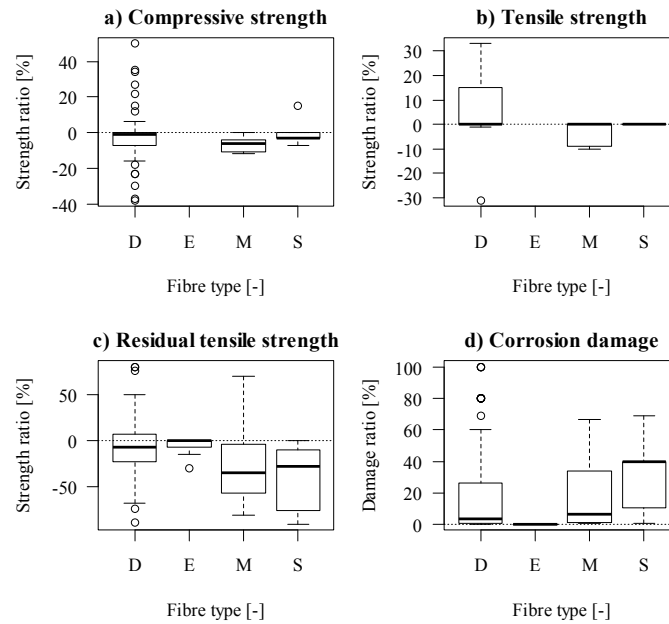 a) Compressive strength
Strength ratio [%]
40
20
0
-20
-40
D E M S
Fibre type [-]
b) Tensile strength
Strength ratio [%]
30
20
10
0
-10
-20
-30
D E M S
Fibre type [-]
c) Residual tensile strength
Strength ratio [%]
50
0
-50
D E M S
Fibre type [-]
d) Corrosion damage
Damage ratio [%]
100
80
60
40
20
0
D E M S
Fibre type [-]